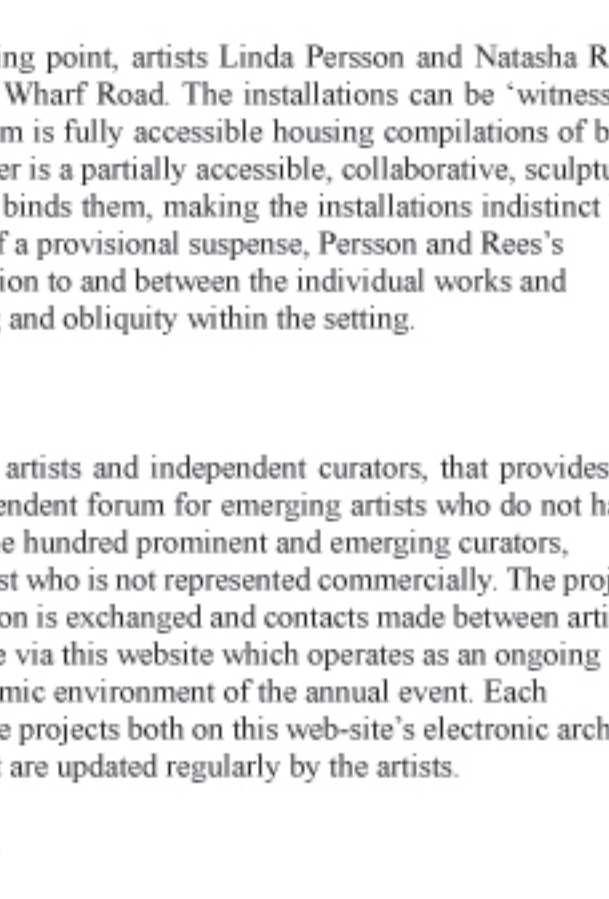 ing point, artists Linda Persson and Natasha R
Wharf Road. The installations can be ‘witness
m is fully accessible housing compilations of b
er is a partially accessible, collaborative, sculptu
binds them, making the installations indistinct
f a provisional suspense, Persson and Rees’s
ion to and between the individual works and
and obliquity within the setting.
artists and independent curators, that provides
endent forum for emerging artists who do not ha
e hundred prominent and emerging curators,
st who is not represented commercially. The proj
on is exchanged and contacts made between arti
e via this website which operates as an ongoing
mic environment of the annual event. Each
e projects both on this web-site’s electronic arch
are updated regularly by the artists.